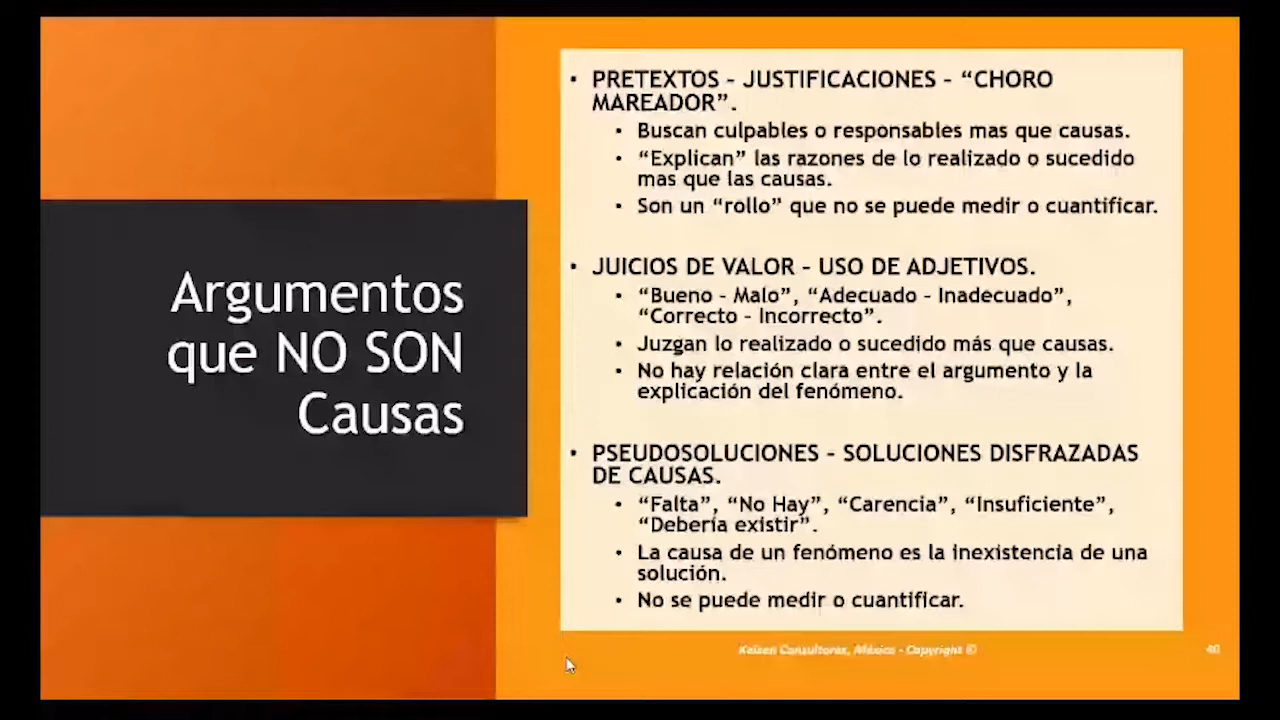 Argumentos
que NO SON
Causas
• PRETEXTOS – JUSTIFICACIONES – “CHORO
MAREADOR”.
• Buscan culpables o responsables mas que causas.
• “Explican” las razones de lo realizado o sucedido
mas que las causas.
• Son un “rollo” que no se puede medir o cuantificar.
• JUICIOS DE VALOR – USO DE ADJETIVOS.
• “Bueno – Malo”, “Adecuado – Inadecuado”,
“Correcto – Incorrecto”.
• Juzgan lo realizado o sucedido más que causas.
• No hay relación clara entre el argumento y la
explicación del fenómeno.
• PSEUDOSOLUCIONES – SOLUCIONES DISFRAZADAS
DE CAUSAS.
• “Falta”, “No Hay”, “Carencia”, “Insuficiente”,
“Debería existir”.
• La causa de un fenómeno es la inexistencia de una
solución.
• No se puede medir o cuantificar.
Keisen Consultores, México - Copyright ©
40